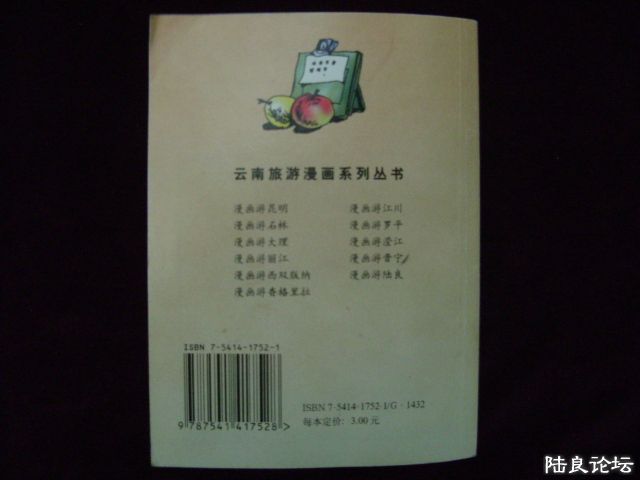 云南旅游漫画系列丛书
漫画游昆明
漫画游石林
漫画游大理
漫画游丽江
漫画游西双版纳
漫画游香格里拉
漫画游江川
漫画游罗平
漫画游澄江
漫画游晋宁
漫画游陆良
ISBN 7-5414-1752-1
9 787541 417528 >
ISBN 7-5414-1752-1/G · 1432
每本定价：3.00元
陆良论坛